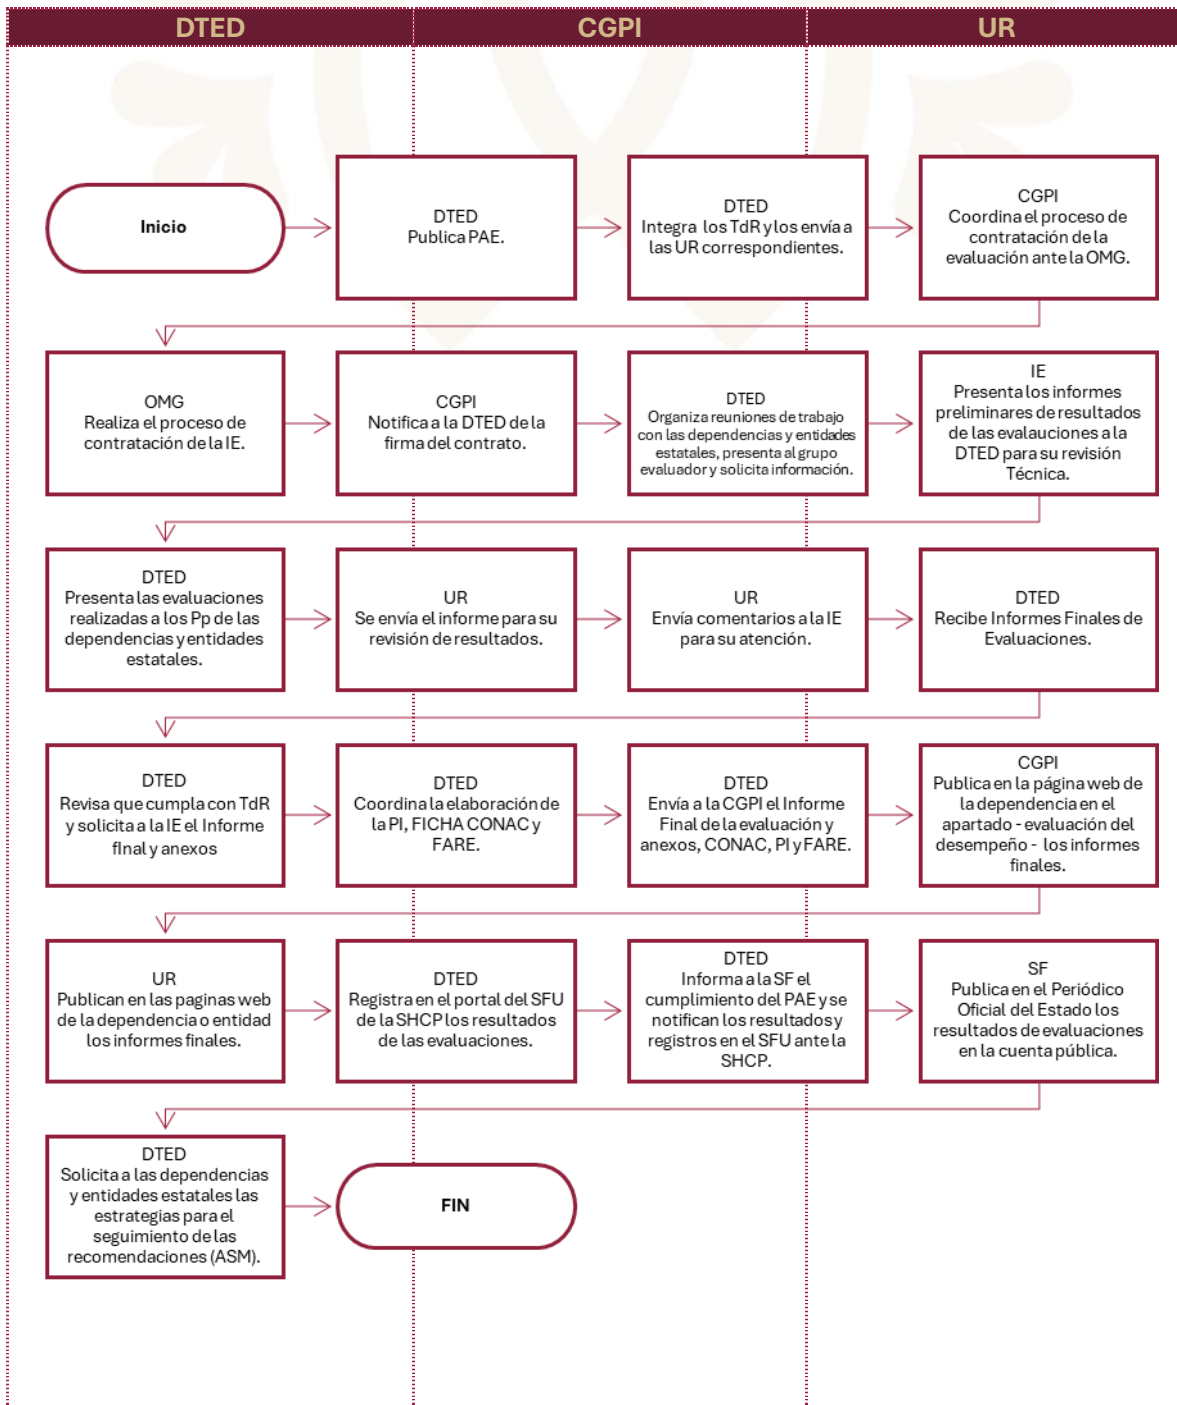 DTED
CGPI
UR
Inicio
DTED
Publica PAE.
DTED
Integra los TdR y los envía a
las UR correspondientes.
CGPI
Coordina el proceso de
contratación de la
evaluación ante la OMG.
OMG
Realiza el proceso de
contratación de la IE.
CGPI
Notifica a la DTED de la
firma del contrato.
DTED
Organiza reuniones de trabajo
con las dependencias y entidades
estatales, presenta al grupo
evaluador y solicita información.
IE
Presenta los informes
preliminares de resultados
de las evalauciones a la
DTED para su revisión
Técnica.
DTED
Presenta las evaluaciones
realizadas a los Pp de las
dependencias y entidades
estatales.
UR
Se envía el informe para su
revisión de resultados.
UR
Envía comentarios a la IE
para su atención.
DTED
Recibe Informes Finales de
Evaluaciones.
DTED
Revisa que cumpla con TdR
y solicita a la IE el Informe
fInal y anexos
DTED
Coordina la elaboración de
la PI, FICHA CONAC y
FARE.
DTED
Envía a la CGPI el Informe
Final de la evaluación y
anexos, CONAC, PI y FARE.
CGPI
Publica en la página web de
la dependencia en el
apartado - evaluación del
desempeño - los informes
finales.
UR
Publican en las paginas web
de la dependencia o entidad
los informes finales.
DTED
Registra en el portal del SFU
de la SHCP los resultados
de las evaluaciones.
DTED
Informa a la SF el
cumplimiento del PAE y se
notifican los resultados y
registros en el SFU ante la
SHCP.
SF
Publica en el Periódico
Oficial del Estado los
resultados de evaluaciones
en la cuenta pública.
DTED
Solicita a las dependencias
y entidades estatales las
estrategias para el
seguimiento de las
recomendaciones (ASM).
FIN